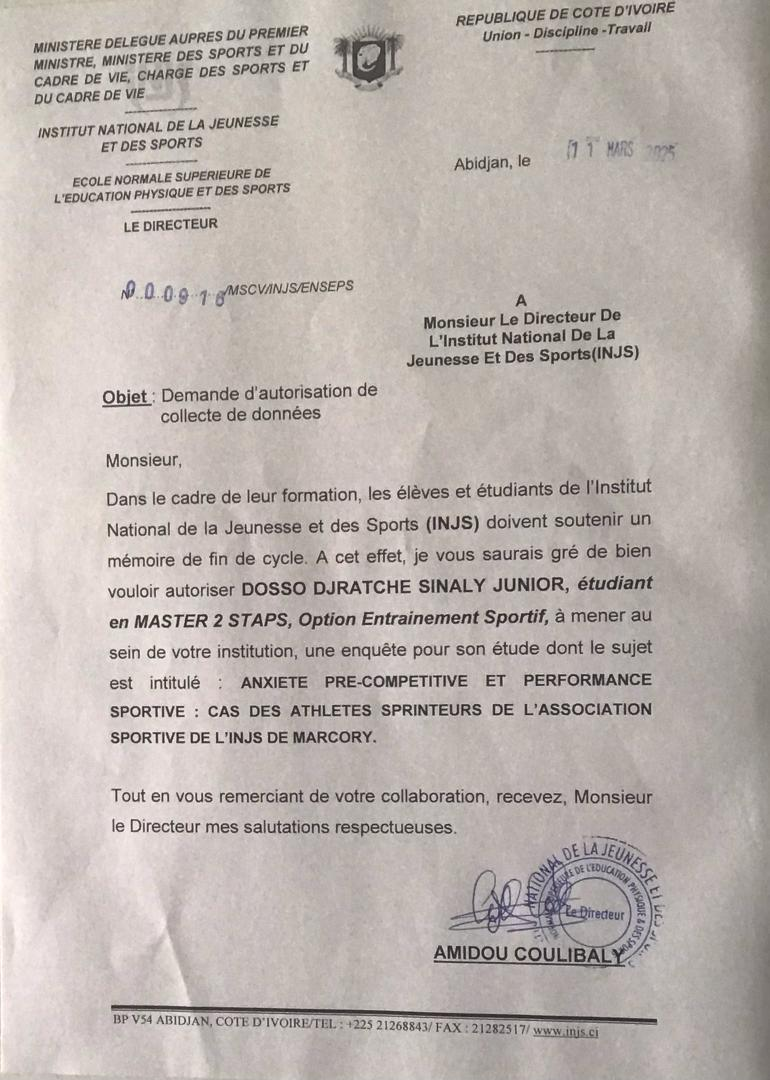 MINISTERE DELEGUE AUPRES DU PREMIER
MINISTRE, MINISTERE DES SPORTS ET DU
CADRE DE VIE, CHARGE DES SPORTS ET
DU CADRE DE VIE
INSTITUT NATIONAL DE LA JEUNESSE
ET DES SPORTS
ECOLE NORMALE SUPERIEURE DE
L'EDUCATION PHYSIQUE ET DES SPORTS
LE DIRECTEUR
REPUBLIQUE DE COTE D'IVOIRE
Union - Discipline -Travail
Abidjan, le 11 MARS 2025
/MSCV/INJS/ENSEPS
A
Monsieur Le Directeur De
L'Institut National De La
Jeunesse Et Des Sports(INJS)
Objet : Demande d'autorisation de
collecte de données
Monsieur,
Dans le cadre de leur formation, les élèves et étudiants de l'Institut
National de la Jeunesse et des Sports (INJS) doivent soutenir un
mémoire de fin de cycle. A cet effet, je vous saurais gré de bien
vouloir autoriser DOSSO DJRATCHE SINALY JUNIOR, étudiant
en MASTER 2 STAPS, Option Entrainement Sportif, à mener au
sein de votre institution, une enquête pour son étude dont le sujet
est intitulé : ANXIETE PRE-COMPETITIVE ET PERFORMANCE
SPORTIVE : CAS DES ATHLETES SPRINTEURS DE L'ASSOCIATION
SPORTIVE DE L'INJS DE MARCORY.
Tout en vous remerciant de votre collaboration, recevez, Monsieur
le Directeur mes salutations respectueuses.
NATIONAL DE LA JEUNESSE ET DES
DE L'EDUCATION PHYSIQUE & DES SPORTS
Le Directeur
AMIDOU COULIBALY
BP V54 ABIDJAN, COTE D'IVOIRE/TEL : +225 21268843/ FAX : 21282517/ www.injs.ci